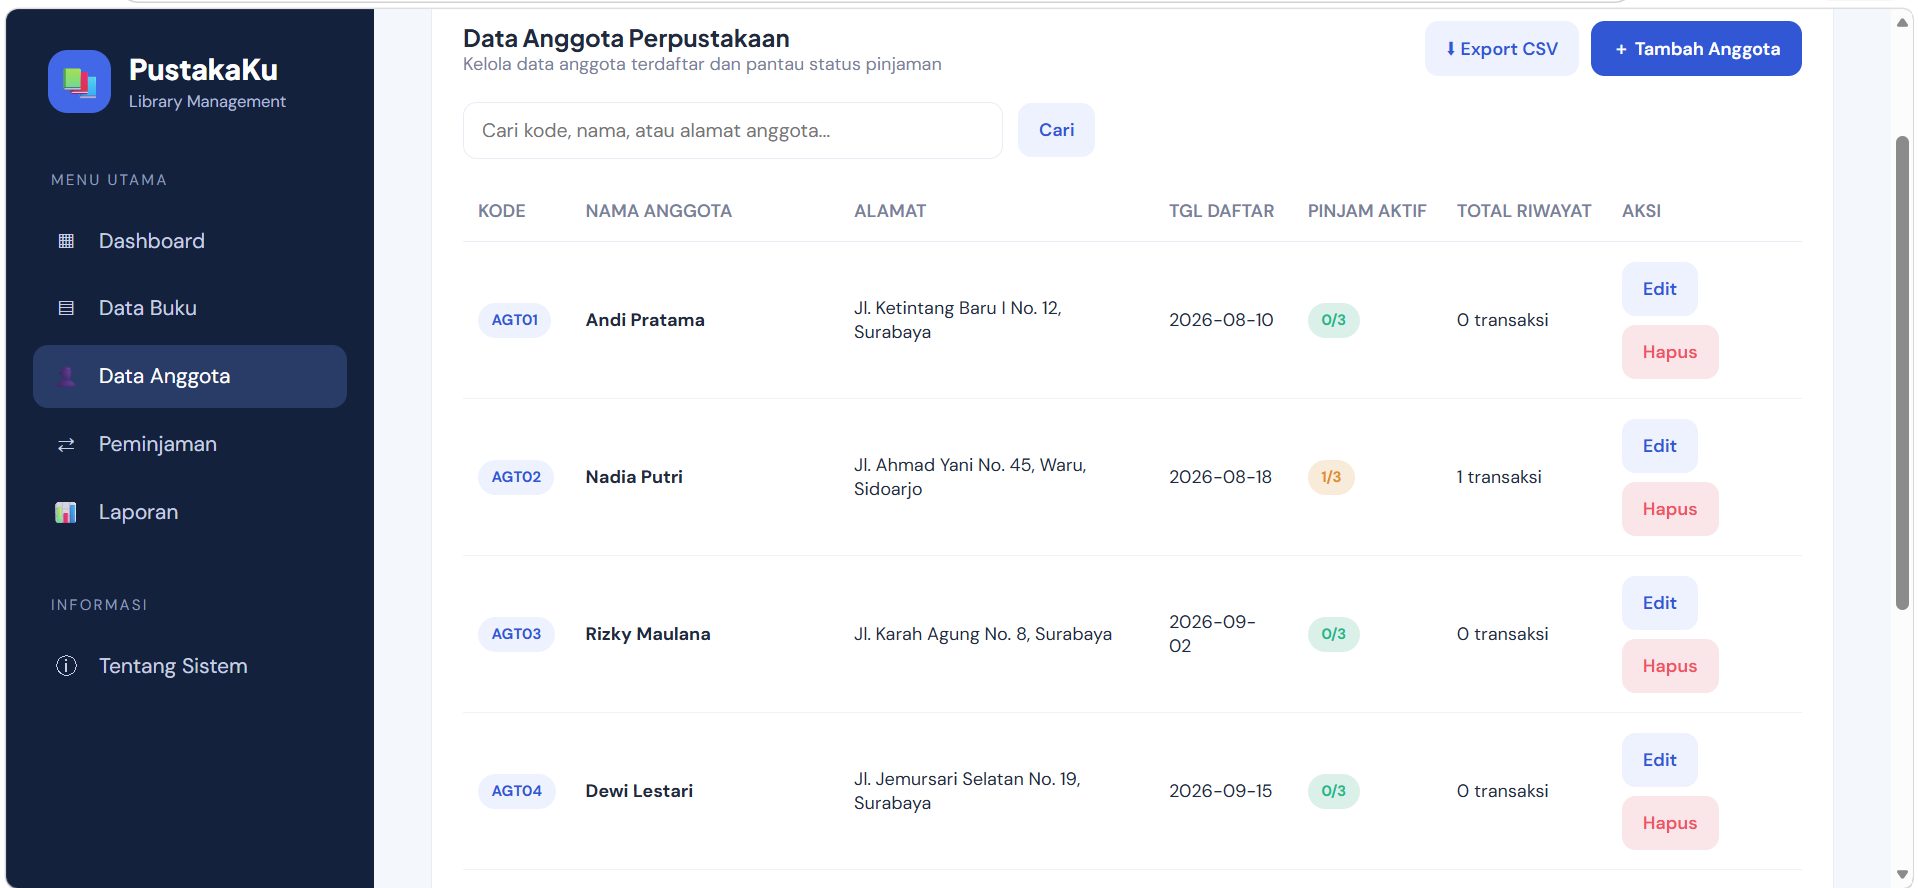 PustakaKu
Library Management
MENU UTAMA
Dashboard
Data Buku
Data Anggota
Peminjaman
Laporan
INFORMASI
Tentang Sistem
Data Anggota Perpustakaan
Kelola data anggota terdaftar dan pantau status pinjaman
⬇ Export CSV
+ Tambah Anggota
Cari kode, nama, atau alamat anggota...
Cari
KODE NAMA ANGGOTA ALAMAT TGL DAFTAR PINJAM AKTIF TOTAL RIWAYAT AKSI
AGT01 Andi Pratama
Jl. Ketintang Baru I No. 12,
Surabaya
2026-08-10 0/3 0 transaksi
Edit
Hapus
AGT02 Nadia Putri
Jl. Ahmad Yani No. 45, Waru,
Sidoarjo
2026-08-18 1/3 1 transaksi
Edit
Hapus
AGT03 Rizky Maulana
Jl. Karah Agung No. 8, Surabaya
2026-09-
02
0/3 0 transaksi
Edit
Hapus
AGT04 Dewi Lestari
Jl. Jemursari Selatan No. 19,
Surabaya
2026-09-15 0/3 0 transaksi
Edit
Hapus